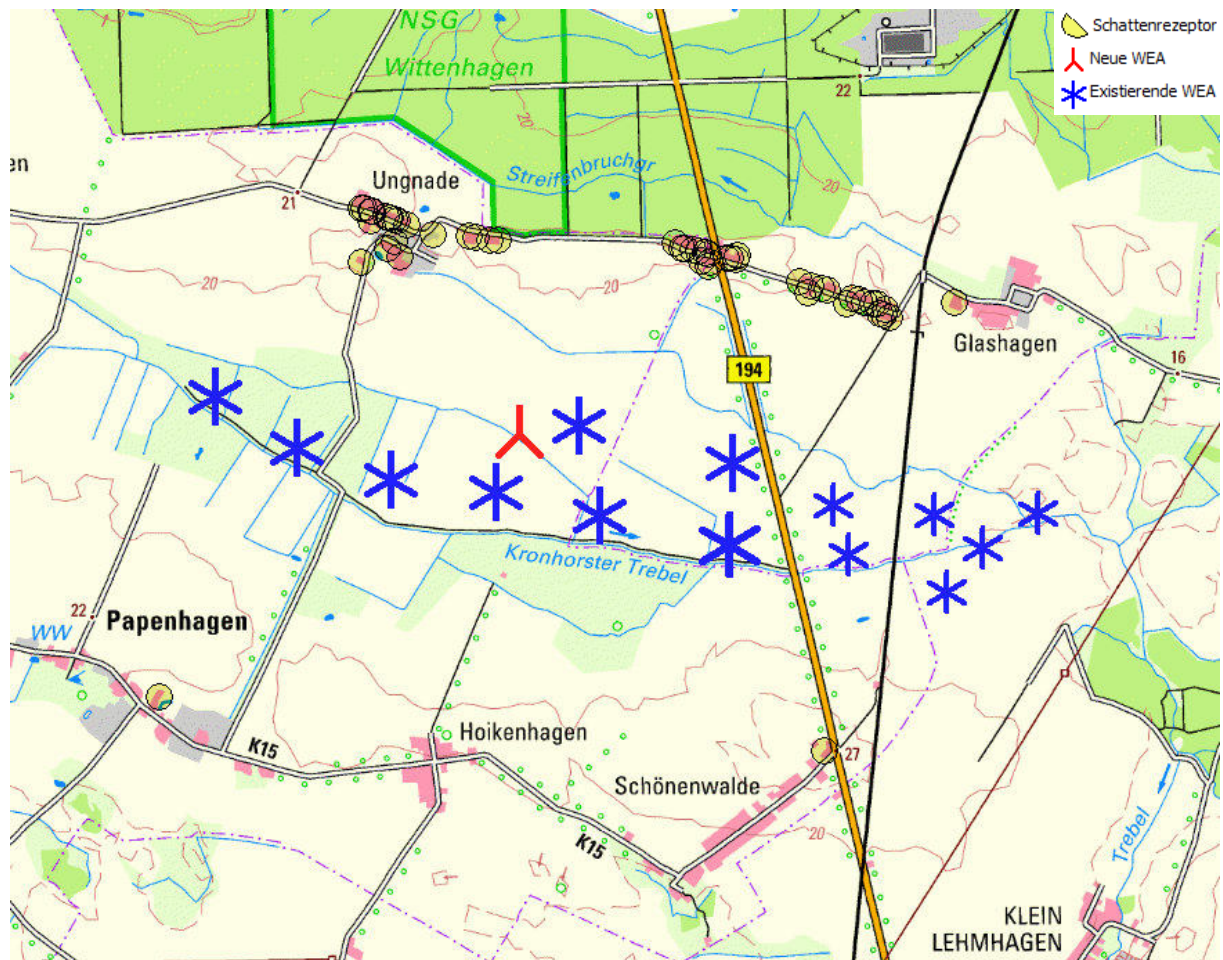 NSG
Wittenhagen
Schattenrezeptor
Neue WEA
Existierende WEA
22
20
en
Streifenbruchgr
20
Ungnade
21
20
20
Glashagen
194
16
Kronhorster Trebel
22
Papenhagen
WW
Hoikenhagen
K15
27
Schönenwalde
20
K15
Trebel
KLEIN
LEHMHAGEN